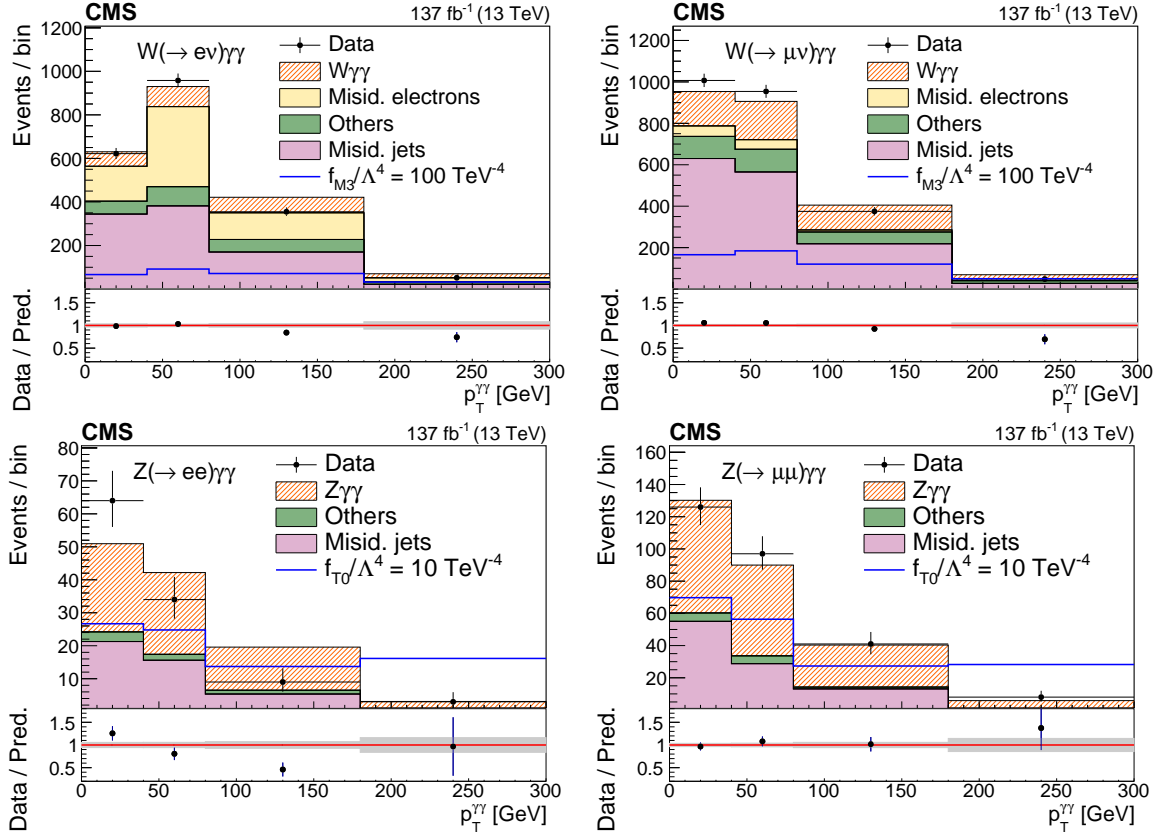 CMS 137 fb⁻¹ (13 TeV)
Events / bin
1200
1000
800
600
400
200
W(→ eν)γγ
Data
Wγγ
Misid. electrons
Others
Misid. jets
f_M3/Λ⁴ = 100 TeV⁻⁴
Data / Pred.
1.5
1
0.5
0 50 100 150 200 250 300
p_T^γγ [GeV]
CMS 137 fb⁻¹ (13 TeV)
Events / bin
1200
1000
800
600
400
200
W(→ μν)γγ
Data
Wγγ
Misid. electrons
Others
Misid. jets
f_M3/Λ⁴ = 100 TeV⁻⁴
Data / Pred.
1.5
1
0.5
0 50 100 150 200 250 300
p_T^γγ [GeV]
CMS 137 fb⁻¹ (13 TeV)
Events / bin
80
70
60
50
40
30
20
10
Z(→ ee)γγ
Data
Zγγ
Others
Misid. jets
f_T0/Λ⁴ = 10 TeV⁻⁴
Data / Pred.
1.5
1
0.5
0 50 100 150 200 250 300
p_T^γγ [GeV]
CMS 137 fb⁻¹ (13 TeV)
Events / bin
160
140
120
100
80
60
40
20
Z(→ μμ)γγ
Data
Zγγ
Others
Misid. jets
f_T0/Λ⁴ = 10 TeV⁻⁴
Data / Pred.
1.5
1
0.5
0 50 100 150 200 250 300
p_T^γγ [GeV]